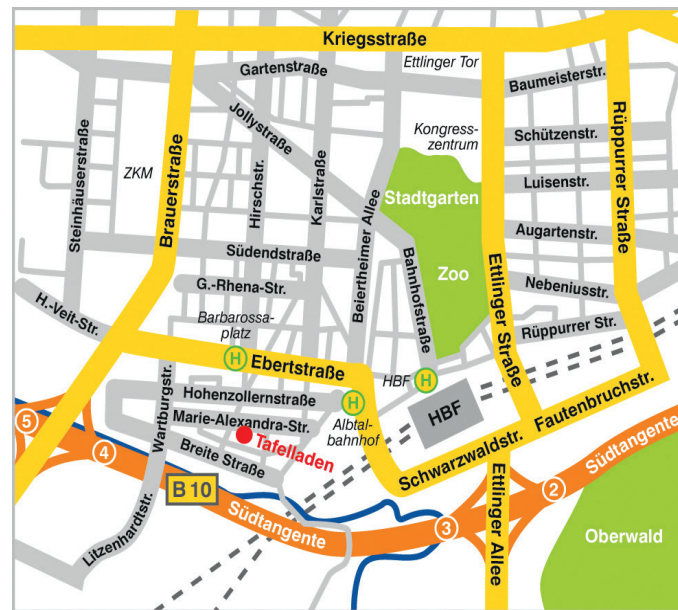 Kriegsstraße
Ettlinger Tor
Gartenstraße
Baumeisterstr.
Jollystraße
Kongress-
zentrum
Schützenstr.
Rüppurrer
Straße
Steinhäuserstraße
ZKM
Brauerstraße
Hirschstr.
Karlstraße
Beiertheimer Allee
Stadtgarten
Luisenstr.
Augartenstr.
Südendstraße
Bahnhofstraße
Zoo
Ettlinger Straße
G.-Rhena-Str.
Nebeniusstr.
H.-Veit-Str.
Barbarossa-
platz
Rüppurrer Str.
H
Ebertstraße
HBF
H
HBF
Wartburgstr.
Hohenzollernstraße
H
Marie-Alexandra-Str.
Albtal-
bahnhof
Fautenbruchstr.
Tafelladen
Schwarzwaldstr.
Breite Straße
5
4
B 10
Südtangente
Südtangente
2
3
Ettlinger Allee
Litzenhardtstr.
Oberwald